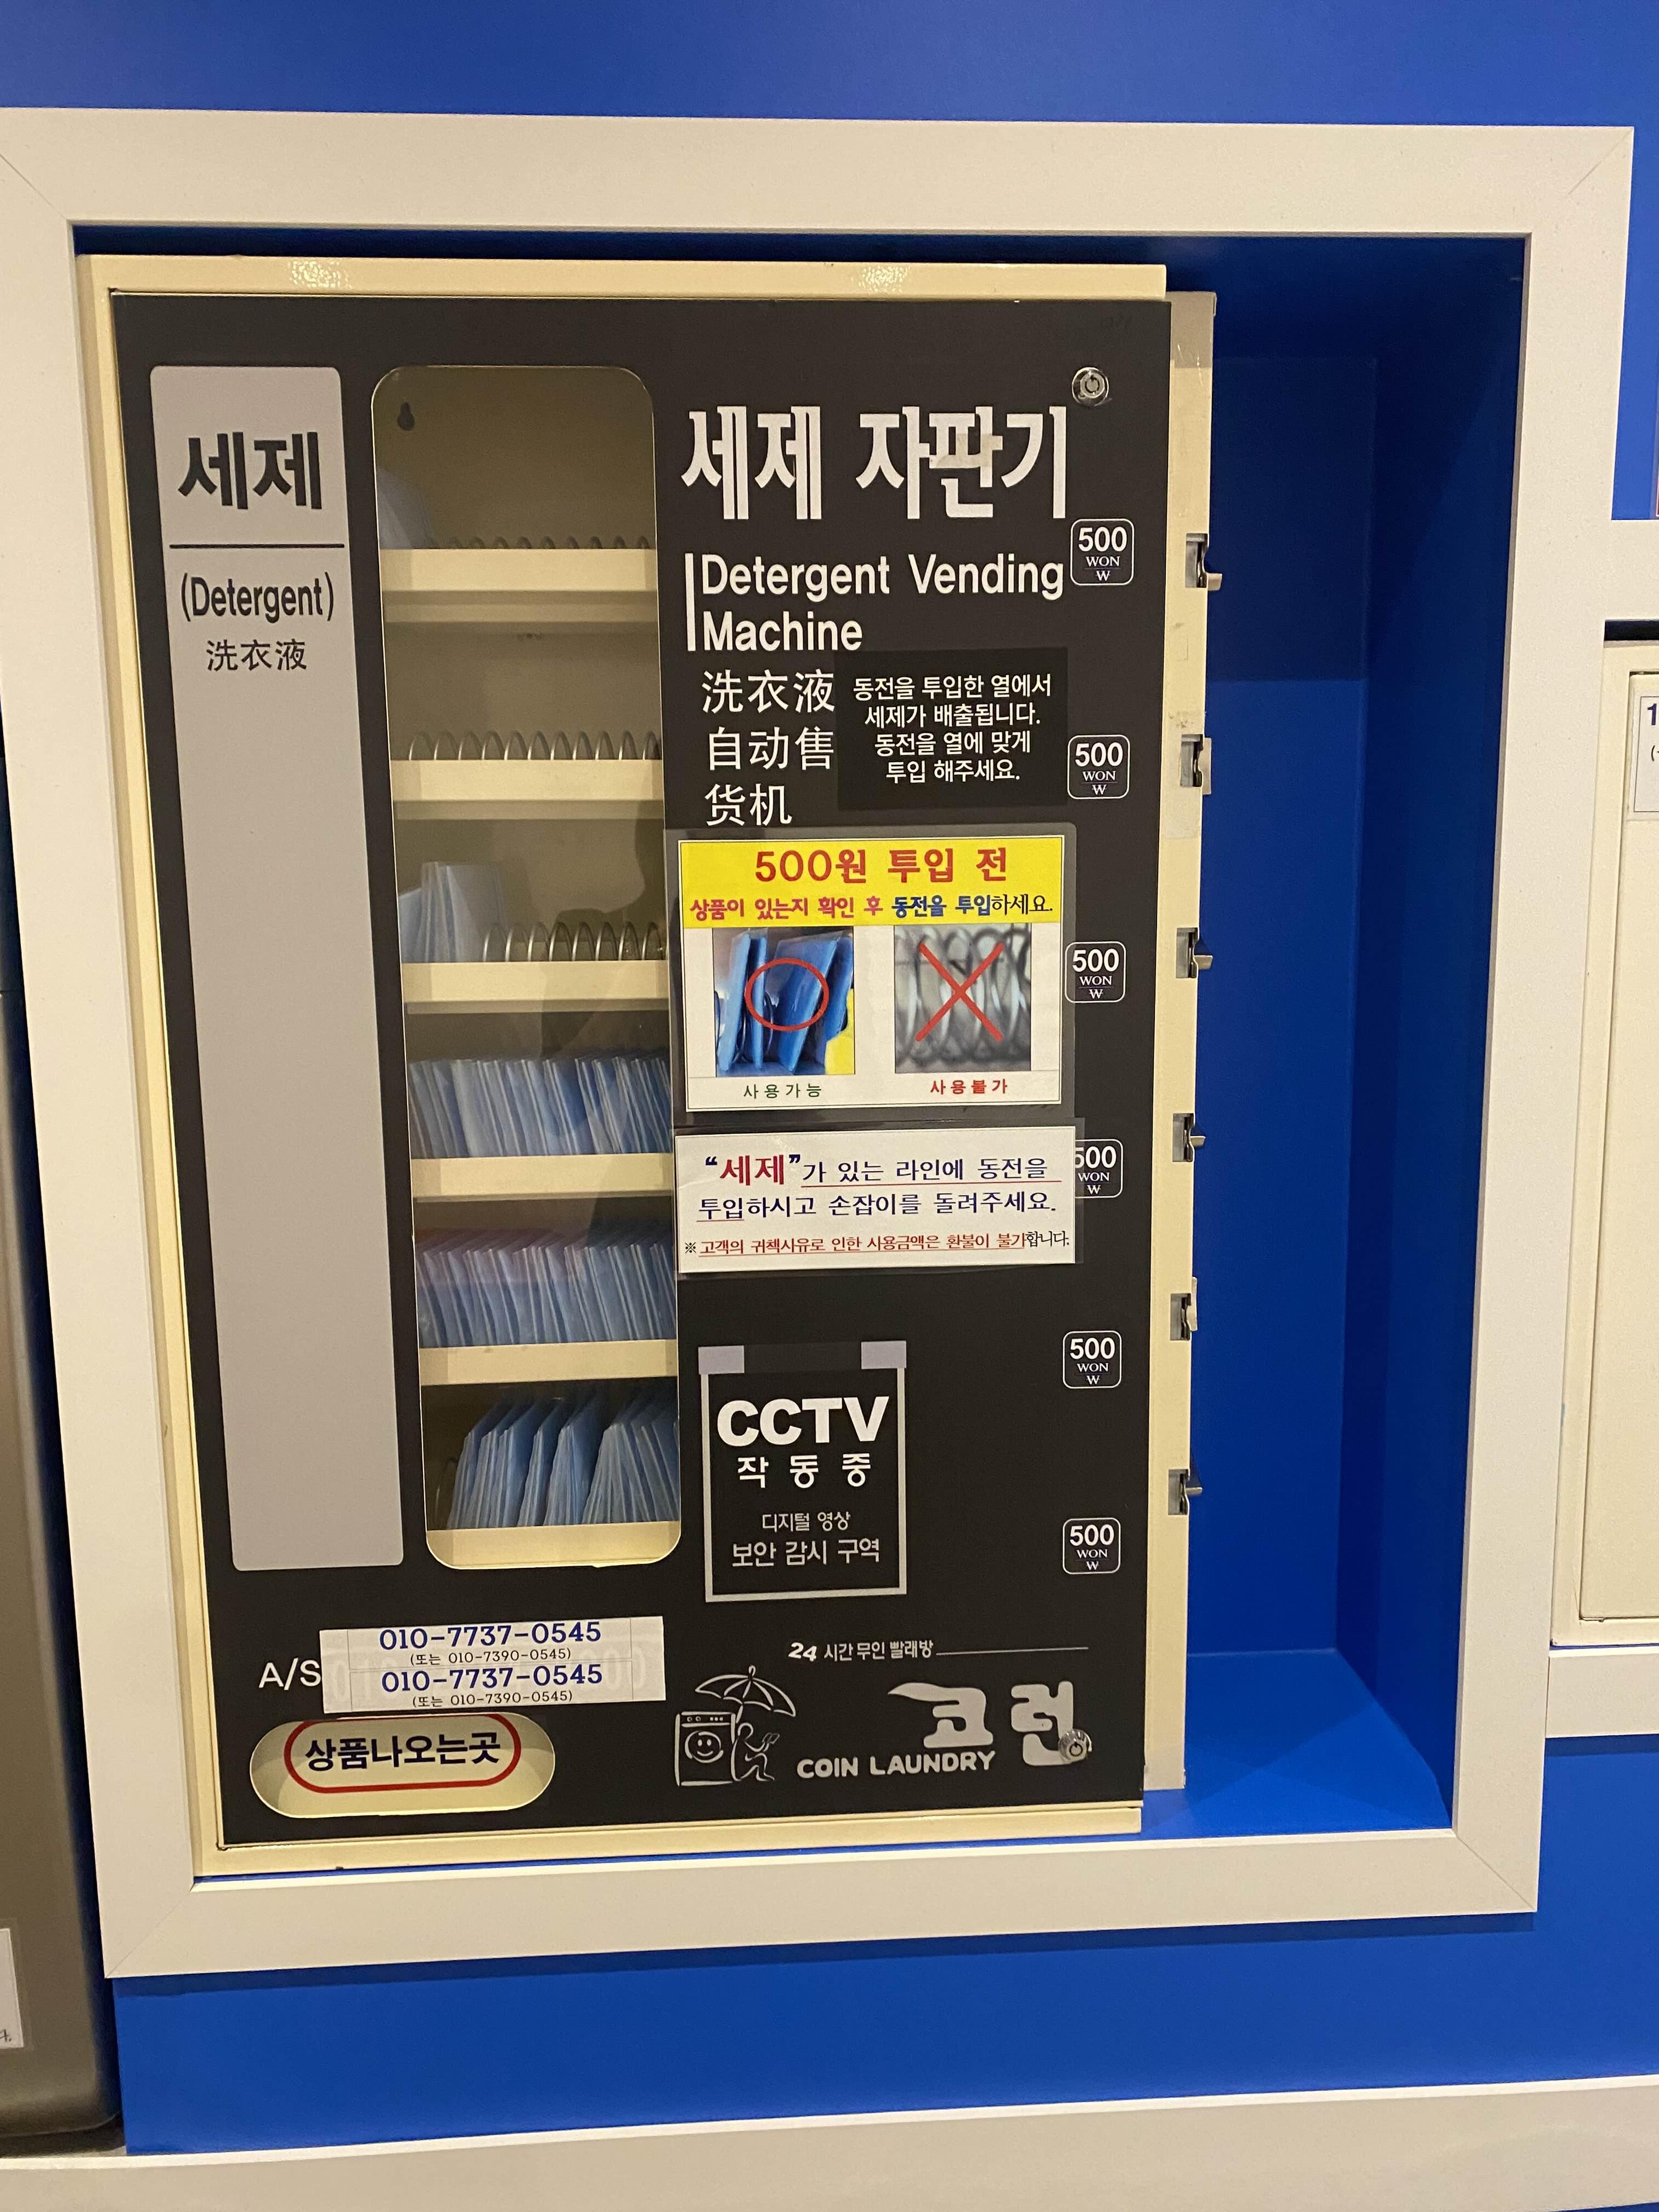 세제
(Detergent)
洗衣液
세제 자판기
Detergent Vending
Machine
洗衣液
自动售
货机
동전을 투입한 열에서
세제가 배출됩니다.
동전을 열에 맞게
투입 해주세요.
500원 투입 전
상품이 있는지 확인 후 동전을 투입하세요.
사용가능
사용불가
"세제"가 있는 라인에 동전을
투입하시고 손잡이를 돌려주세요.
※ 고객의 귀책사유로 인한 사용금액은 환불이 불가합니다.
CCTV
작동중
디지털 영상
보안 감시 구역
500
WON
₩
500
WON
₩
500
WON
₩
500
WON
₩
500
WON
₩
500
WON
₩
A/S
010-7737-0545
(또는 010-7390-0545)
010-7737-0545
(또는 010-7390-0545)
상품나오는곳
24 시간 무인 빨래방
코런
COIN LAUNDRY